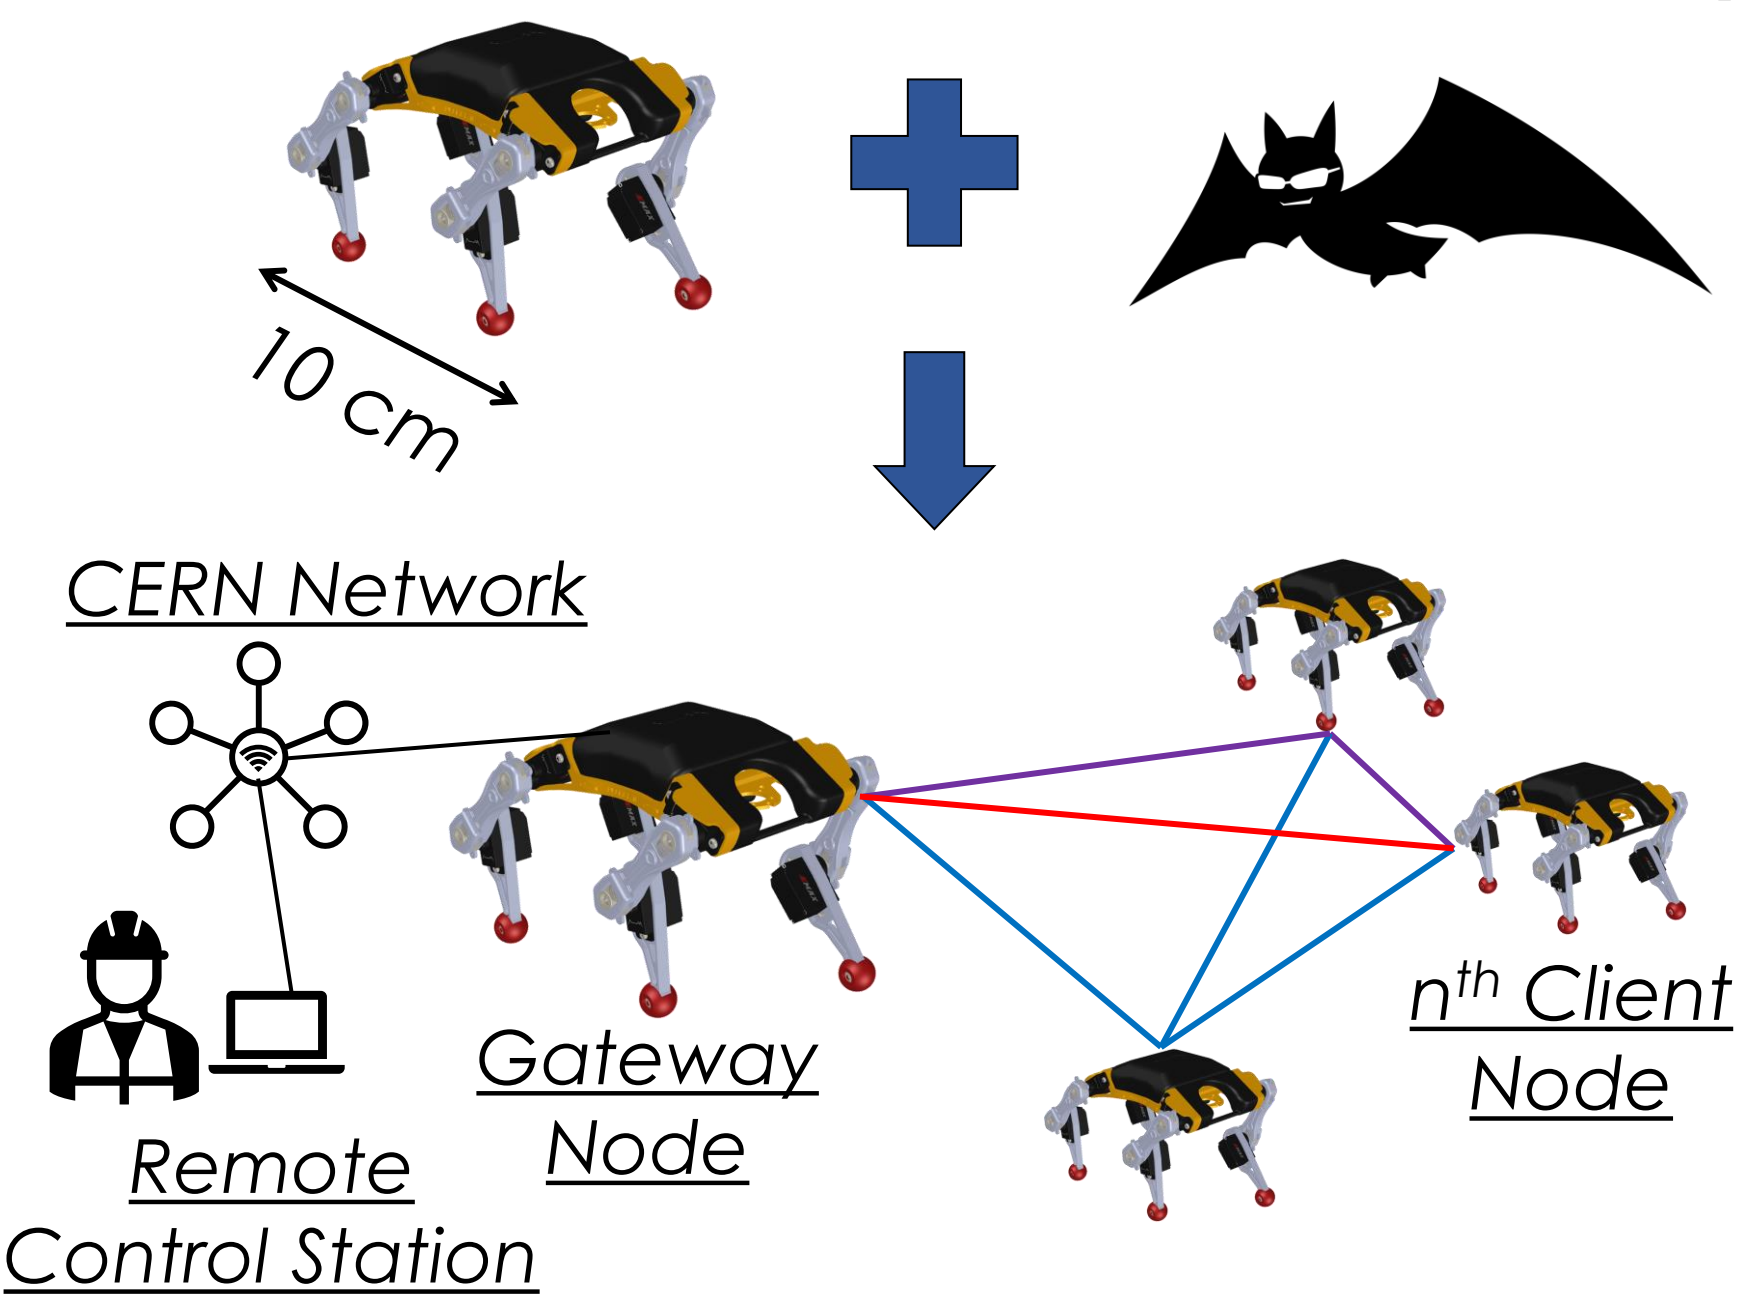 10 cm
CERN Network
nth Client
Node
Gateway
Node
Remote
Control Station